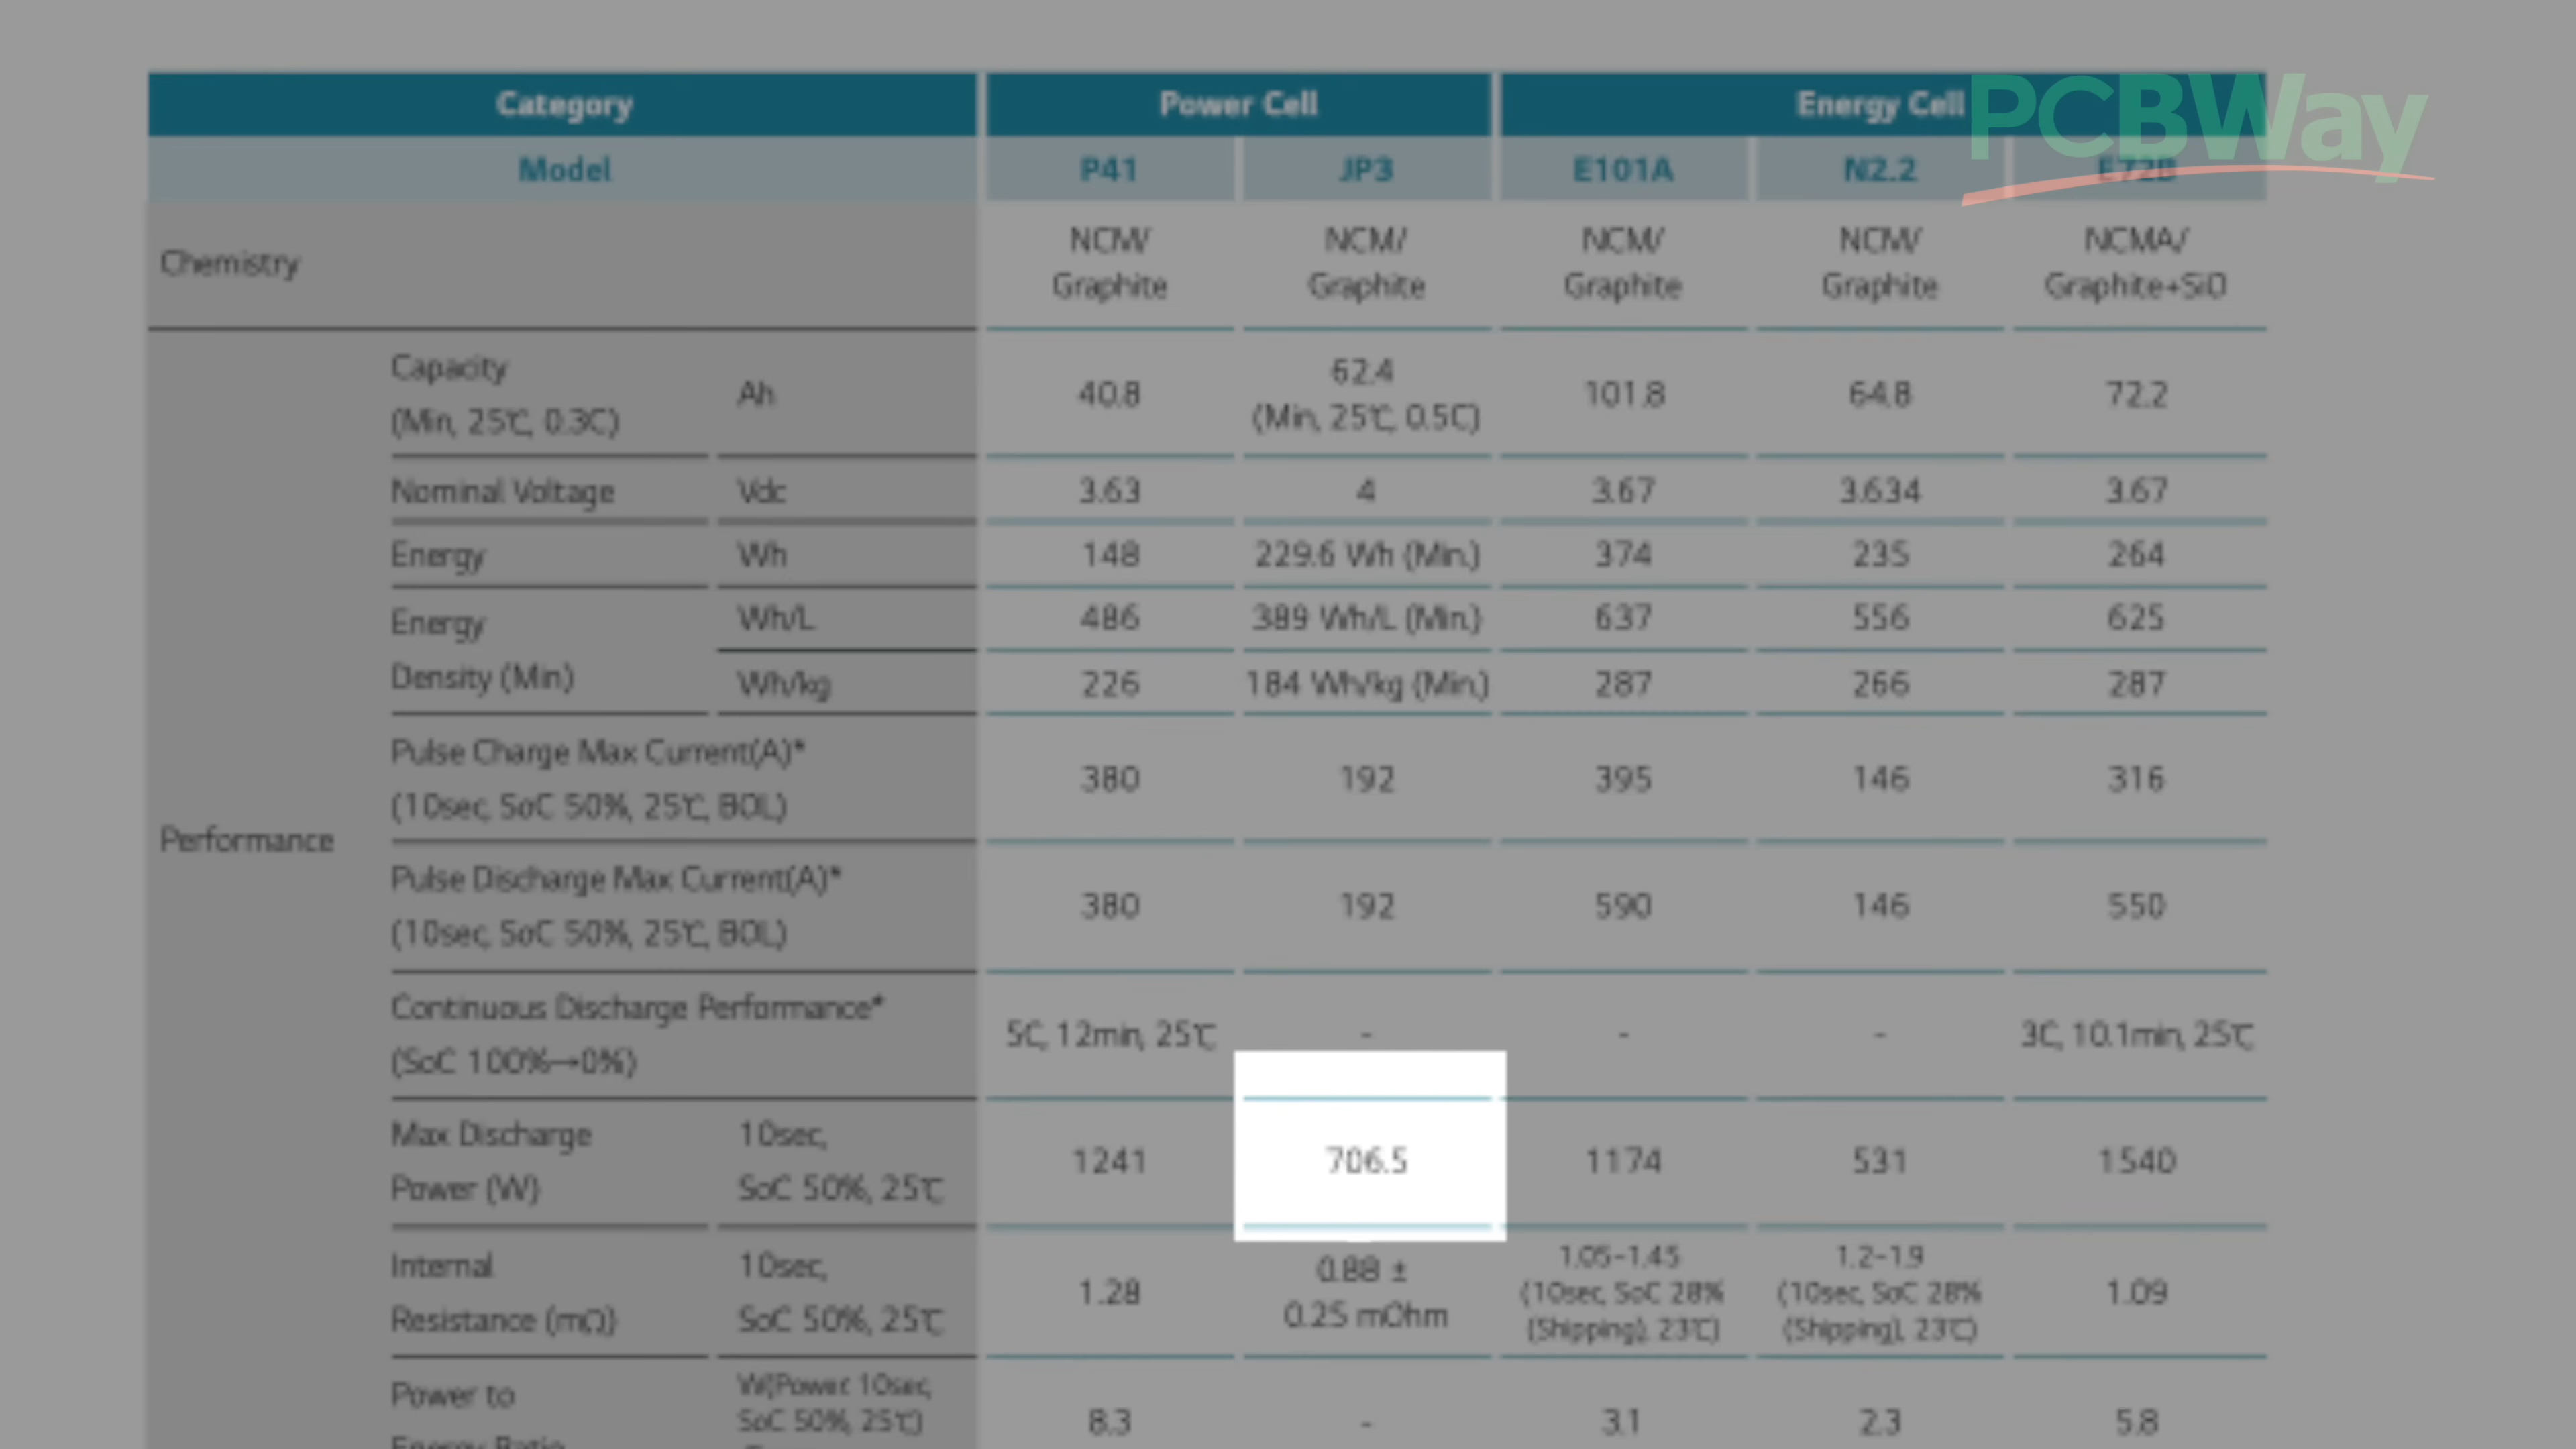 PCBWay
Category Power Cell Energy Cell
Model P41 JP3 E101A N2.2 E72B
Chemistry NCM/ Graphite NCM/ Graphite NCM/ Graphite NCM/ Graphite NCMA/ Graphite+SiO
Performance
Capacity (Min, 25℃, 0.3C) Ah 40.8 62.4 (Min, 25℃, 0.5C) 101.8 64.8 72.2
Nominal Voltage Vdc 3.63 4 3.67 3.634 3.67
Energy Wh 148 229.6 Wh (Min.) 374 235 264
Energy Density (Min) Wh/L 486 389 Wh/L (Min.) 637 556 625
Wh/kg 226 184 Wh/kg (Min.) 287 266 287
Pulse Charge Max Current(A)* (10sec, SoC 50%, 25℃, BOL) 380 192 395 146 316
Pulse Discharge Max Current(A)* (10sec, SoC 50%, 25℃, BOL) 380 192 590 146 550
Continuous Discharge Performance* (SoC 100%→0%) 5C, 12min, 25℃ - - - 3C, 10.1min, 25℃
Max Discharge Power (W) 10sec, SoC 50%, 25℃ 1241 706.5 1174 531 1540
Internal Resistance (mΩ) 10sec, SoC 50%, 25℃ 1.28 0.88 ± 0.25 mOhm 1.05-1.45 (10sec, SoC 28% (Shipping), 23℃) 1.2-1.9 (10sec, SoC 28% (Shipping), 23℃) 1.09
Power to Energy Ratio W(Power, 10sec, SoC 50%, 25℃) 8.3 - 3.1 2.3 5.8